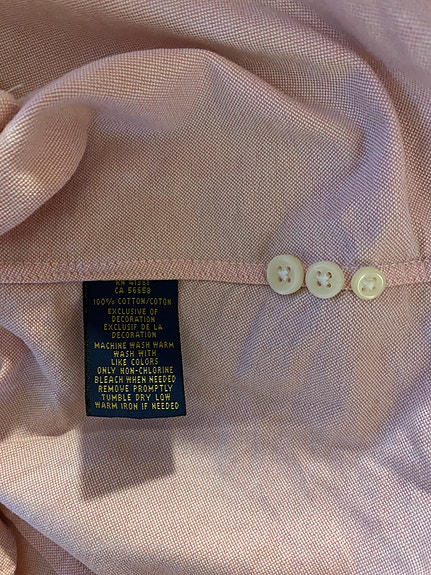 RN 41381
CA 56658
100% COTTON/COTON
EXCLUSIVE OF
DECORATION
EXCLUSIF DE LA
DECORATION
MACHINE WASH WARM
WASH WITH
LIKE COLORS
ONLY NON-CHLORINE
BLEACH WHEN NEEDED
REMOVE PROMPTLY
TUMBLE DRY LOW
WARM IRON IF NEEDED